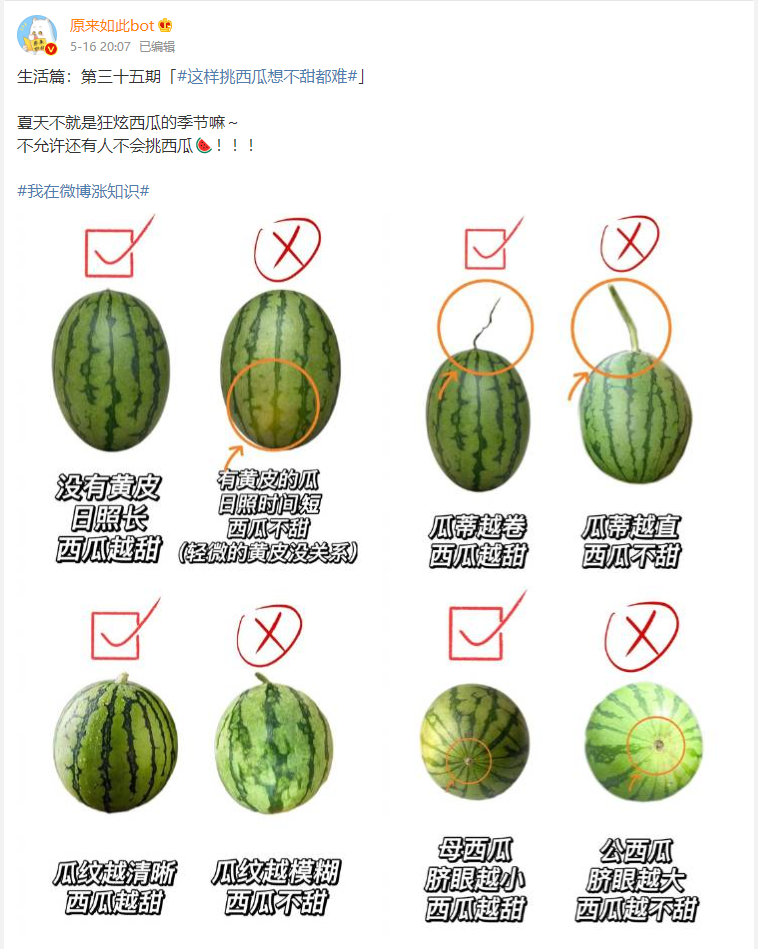 原来如此bot
5-16 20:07 已编辑
生活篇：第三十五期「#这样挑西瓜想不甜都难#」
夏天不就是狂炫西瓜的季节嘛～
不允许还有人不会挑西瓜🍉！！！
#我在微博涨知识#
没有黄皮
日照长
西瓜越甜
有黄皮的瓜
日照时间短
西瓜不甜
(轻微的黄皮没关系)
瓜蒂越卷
西瓜越甜
瓜蒂越直
西瓜不甜
瓜纹越清晰
西瓜越甜
瓜纹越模糊
西瓜不甜
母西瓜
脐眼越小
西瓜越甜
公西瓜
脐眼越大
西瓜越不甜